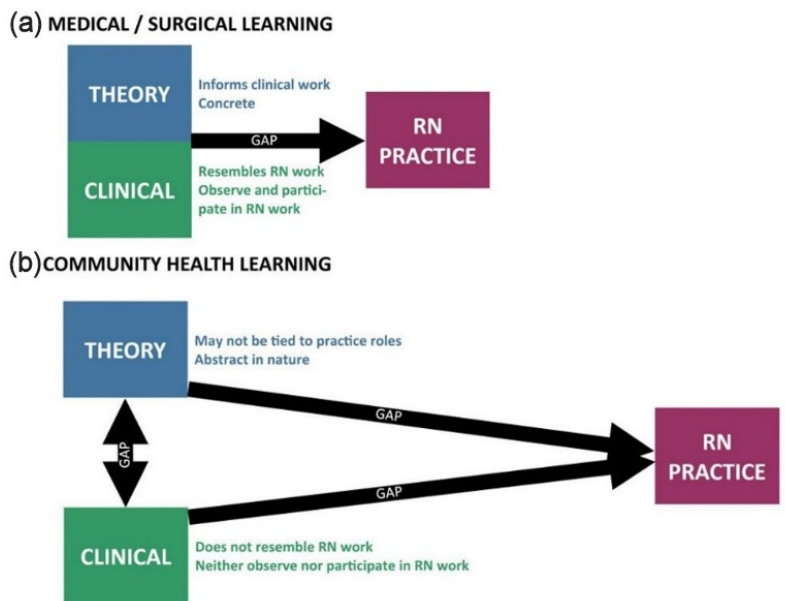 (a) MEDICAL / SURGICAL LEARNING
THEORY
Informs clinical work
Concrete
GAP
RN
PRACTICE
CLINICAL
Resembles RN work
Observe and partici-
pate in RN work
(b) COMMUNITY HEALTH LEARNING
THEORY
May not be tied to practice roles
Abstract in nature
GAP
GAP
GAP
RN
PRACTICE
CLINICAL
Does not resemble RN work
Neither observe nor participate in RN work